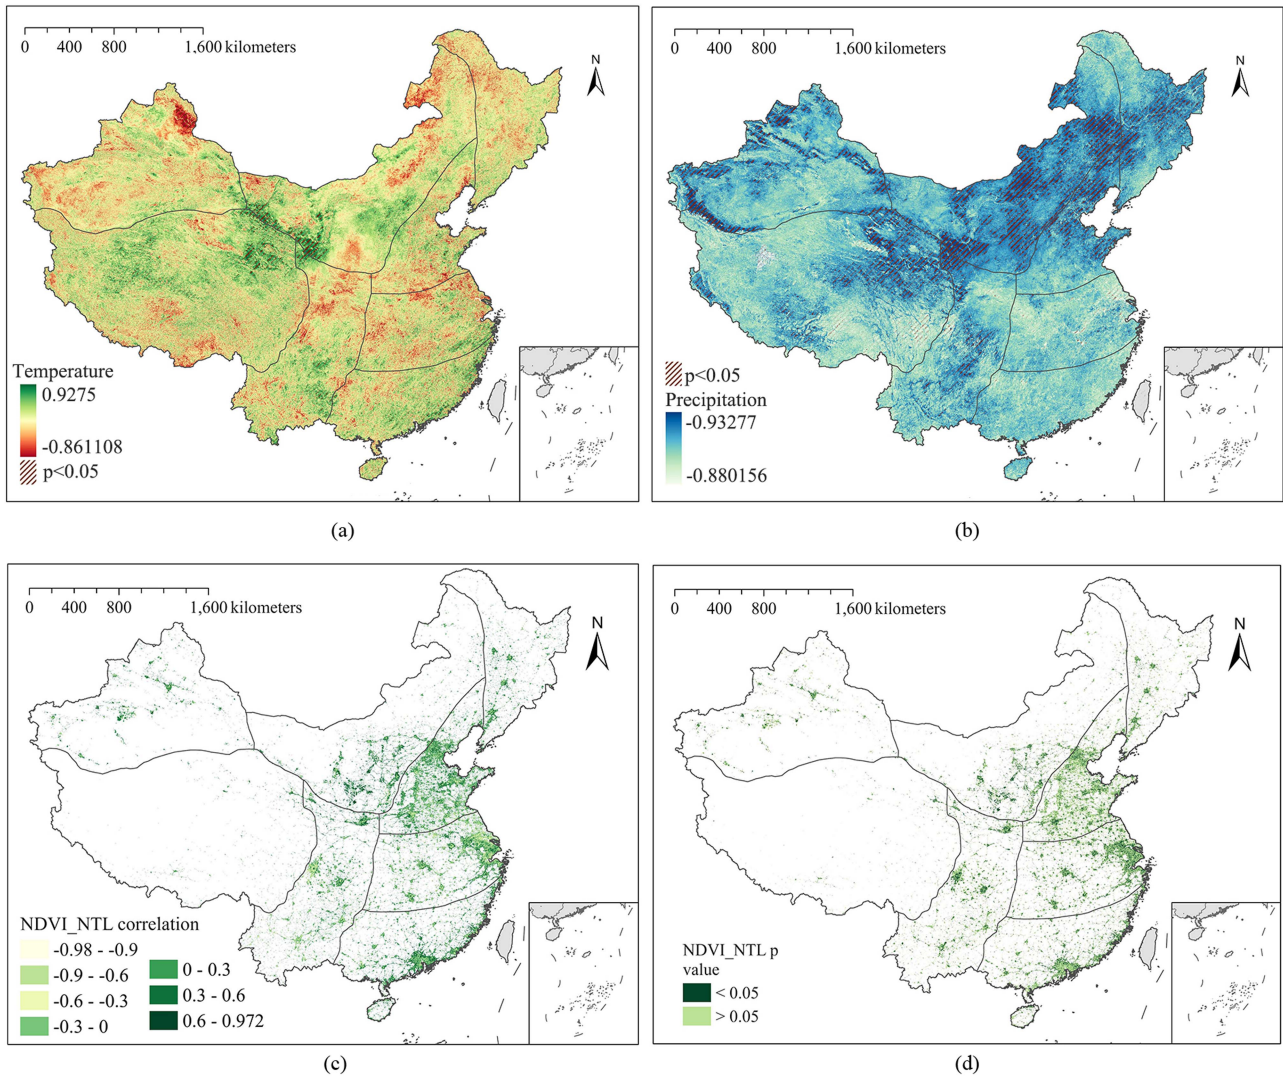 0 400 800 1,600 kilometers
N
Temperature
0.9275
-0.861108
p<0.05
(a)
0 400 800 1,600 kilometers
N
p<0.05
Precipitation
-0.93277
-0.880156
(b)
0 400 800 1,600 kilometers
N
NDVI_NTL correlation
-0.98 - -0.9
-0.9 - -0.6
-0.6 - -0.3
-0.3 - 0
0 - 0.3
0.3 - 0.6
0.6 - 0.972
(c)
0 400 800 1,600 kilometers
N
NDVI_NTL p
value
< 0.05
> 0.05
(d)